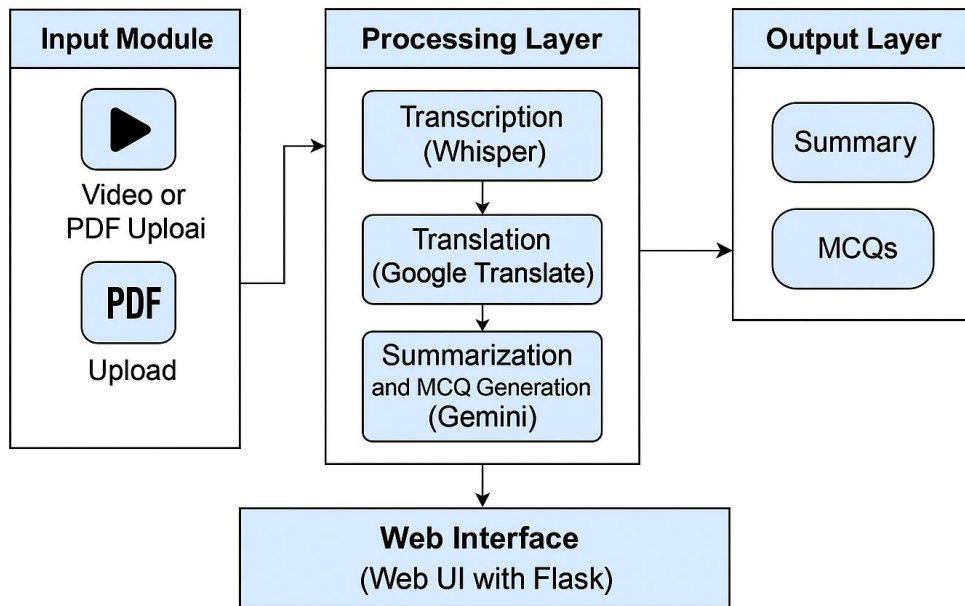 Input Module
Video or
PDF Uploai
PDF
Upload
Processing Layer
Transcription
(Whisper)
Translation
(Google Translate)
Summarization
and MCQ Generation
(Gemini)
Output Layer
Summary
MCQs
Web Interface
(Web UI with Flask)